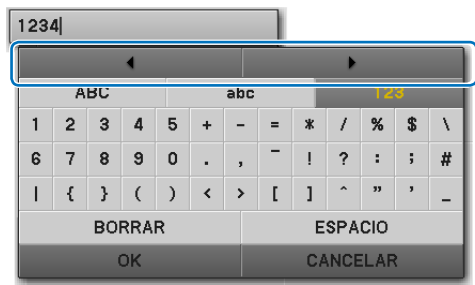 1234
◀ ▶
ABC abc 123
1 2 3 4 5 + - = * / % $ \
6 7 8 9 0 . , ‾ ! ? : ; #
| { } ( ) < > [ ] ^ " ' _
BORRAR ESPACIO
OK CANCELAR